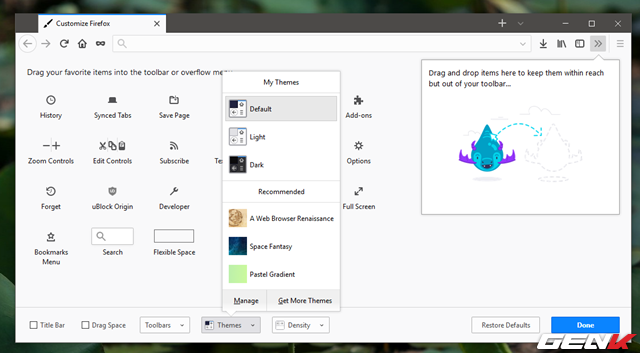 Customize Firefox
Drag your favorite items into the toolbar or overflow menu
My Themes
Default
Light
Dark
Recommended
A Web Browser Renaissance
Space Fantasy
Pastel Gradient
Manage
Get More Themes
Drag and drop items here to keep them within reach
but out of your toolbar...
History
Synced Tabs
Save Page
Add-ons
Zoom Controls
Edit Controls
Subscribe
Options
Forget
uBlock Origin
Developer
Full Screen
Bookmarks
Menu
Search
Flexible Space
Title Bar
Drag Space
Toolbars
Themes
Density
Restore Defaults
Done
GENK